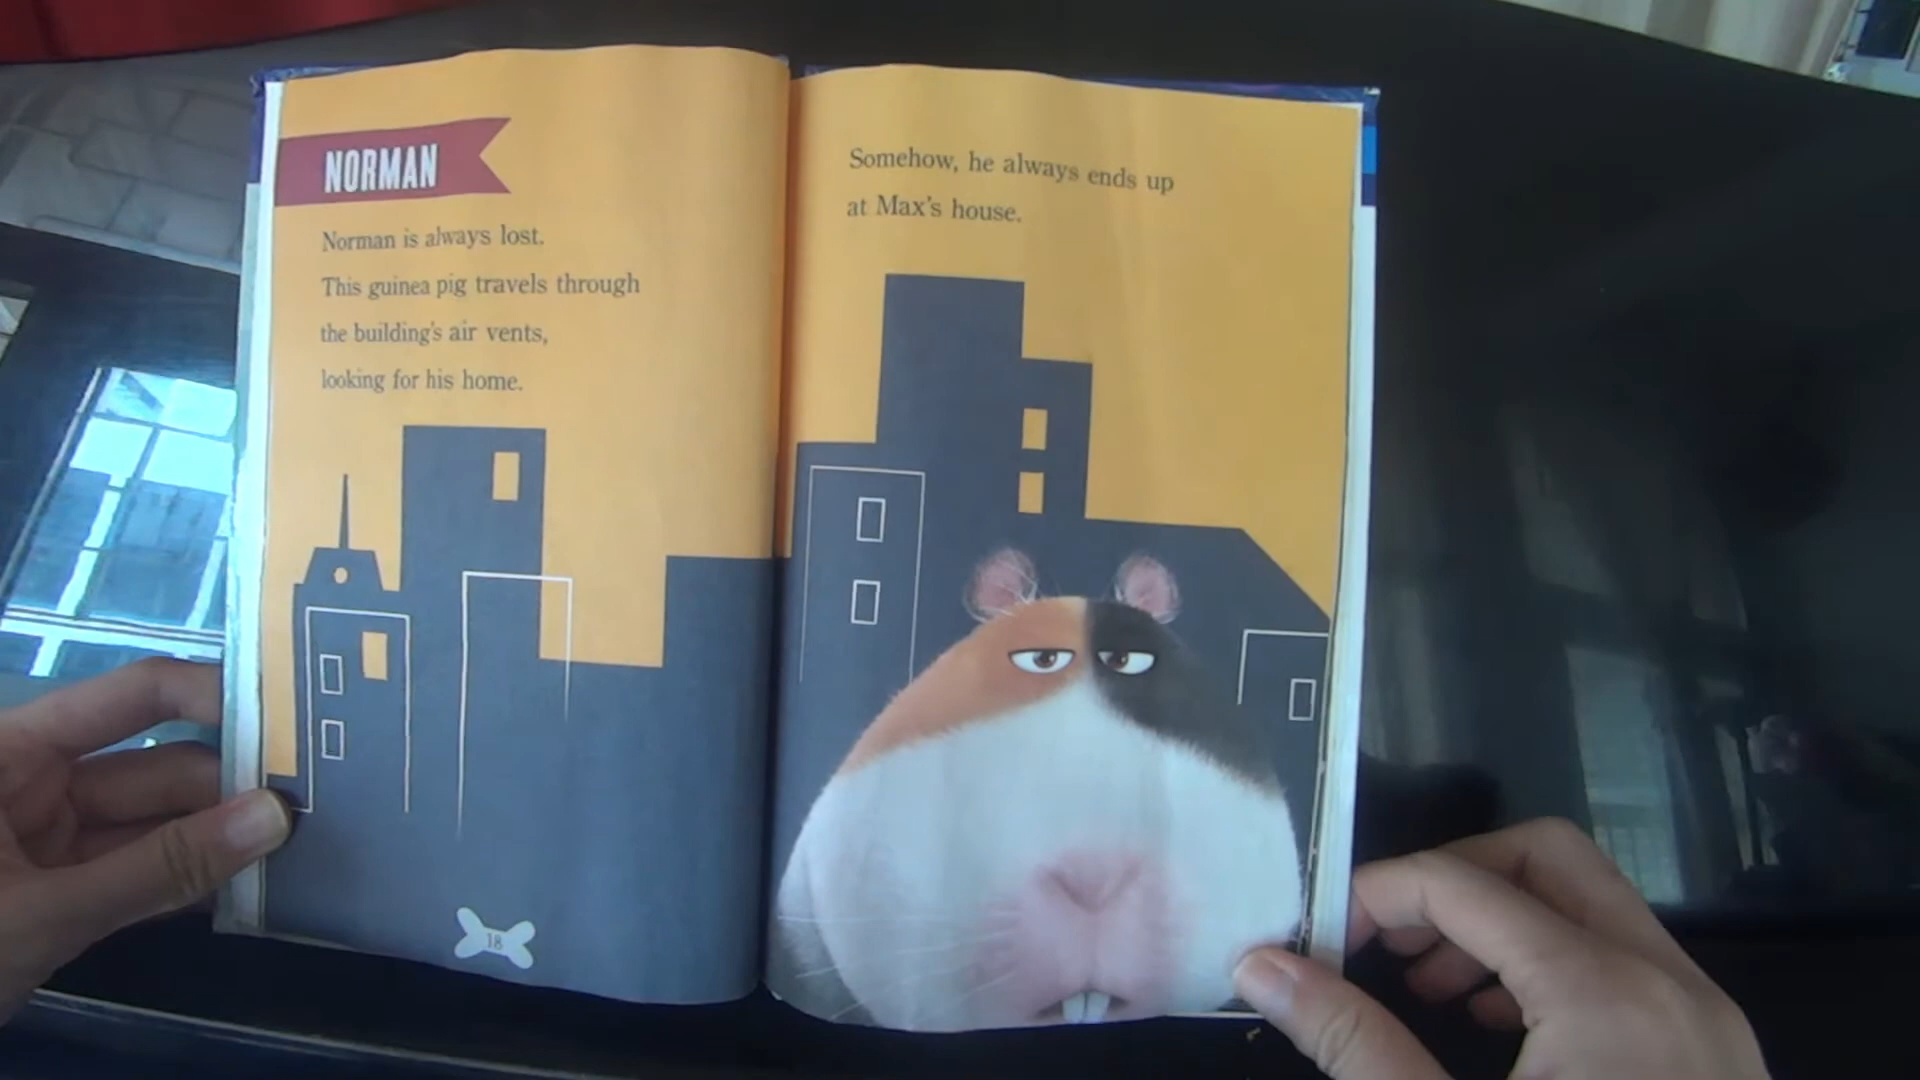 NORMAN
Norman is always lost.
This guinea pig travels through
the building's air vents,
looking for his home.
18
Somehow, he always ends up
at Max's house.